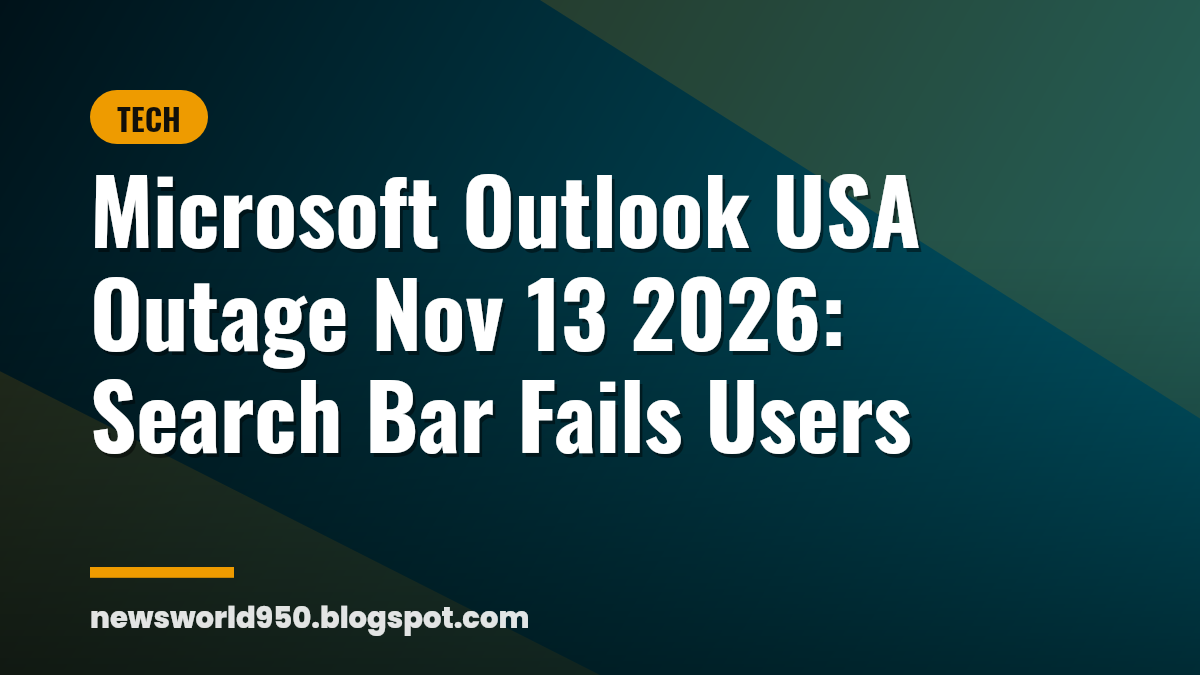 TECH
Microsoft Outlook USA
Outage Nov 13 2026:
Search Bar Fails Users
newsworld950.blogspot.com